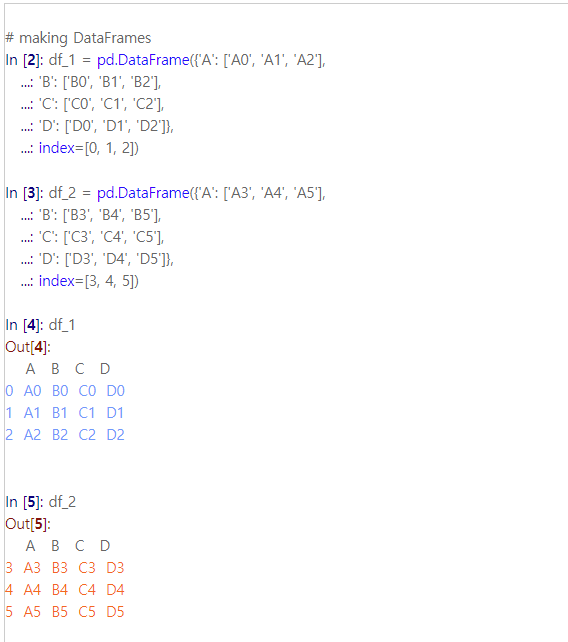 # making DataFrames
In [2]: df_1 = pd.DataFrame({'A': ['A0', 'A1', 'A2'],
...: 'B': ['B0', 'B1', 'B2'],
...: 'C': ['C0', 'C1', 'C2'],
...: 'D': ['D0', 'D1', 'D2']},
...: index=[0, 1, 2])
In [3]: df_2 = pd.DataFrame({'A': ['A3', 'A4', 'A5'],
...: 'B': ['B3', 'B4', 'B5'],
...: 'C': ['C3', 'C4', 'C5'],
...: 'D': ['D3', 'D4', 'D5']},
...: index=[3, 4, 5])
In [4]: df_1
Out[4]:
A B C D
0 A0 B0 C0 D0
1 A1 B1 C1 D1
2 A2 B2 C2 D2
In [5]: df_2
Out[5]:
A B C D
3 A3 B3 C3 D3
4 A4 B4 C4 D4
5 A5 B5 C5 D5